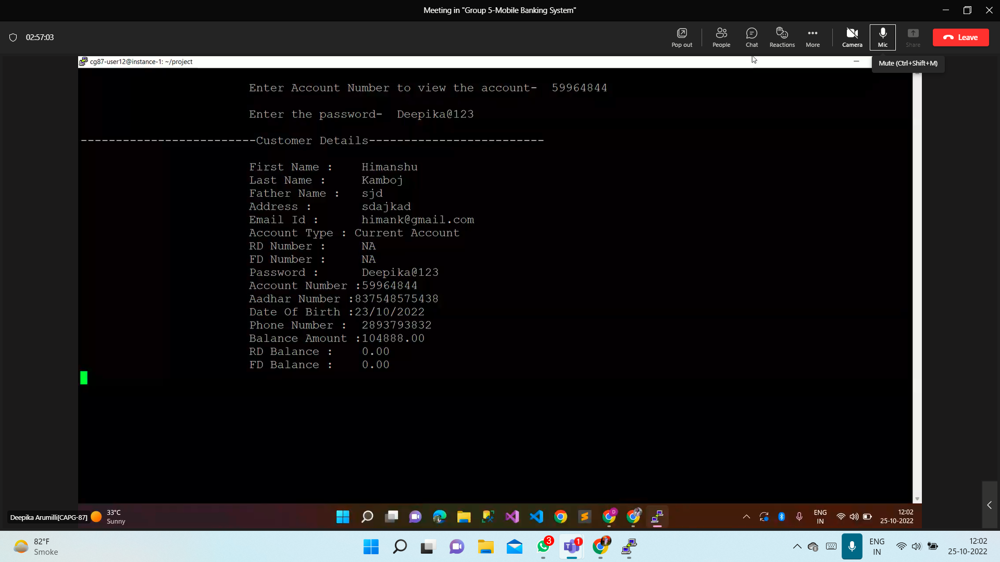 Meeting in "Group 5-Mobile Banking System"
02:57:03
Pop out
People
Chat
Reactions
More
Camera
Mic
Share
Leave
cg87-user12@instance-1: ~/project
Mute (Ctrl+Shift+M)
Enter Account Number to view the account-  59964844
Enter the password-  Deepika@123
-------------------------Customer Details-------------------------
First Name :    Himanshu
Last Name :     Kamboj
Father Name :   sjd
Address :       sdajkad
Email Id :      himank@gmail.com
Account Type : Current Account
RD Number :     NA
FD Number :     NA
Password :      Deepika@123
Account Number :59964844
Aadhar Number :837548575438
Date Of Birth :23/10/2022
Phone Number :  2893793832
Balance Amount :104888.00
RD Balance :    0.00
FD Balance :    0.00
Deepika Arumilli[CAPG-87]
33°C
Sunny
D
ENG
IN
12:02
25-10-2022
82°F
Smoke
3
1
ENG
IN
12:02
25-10-2022